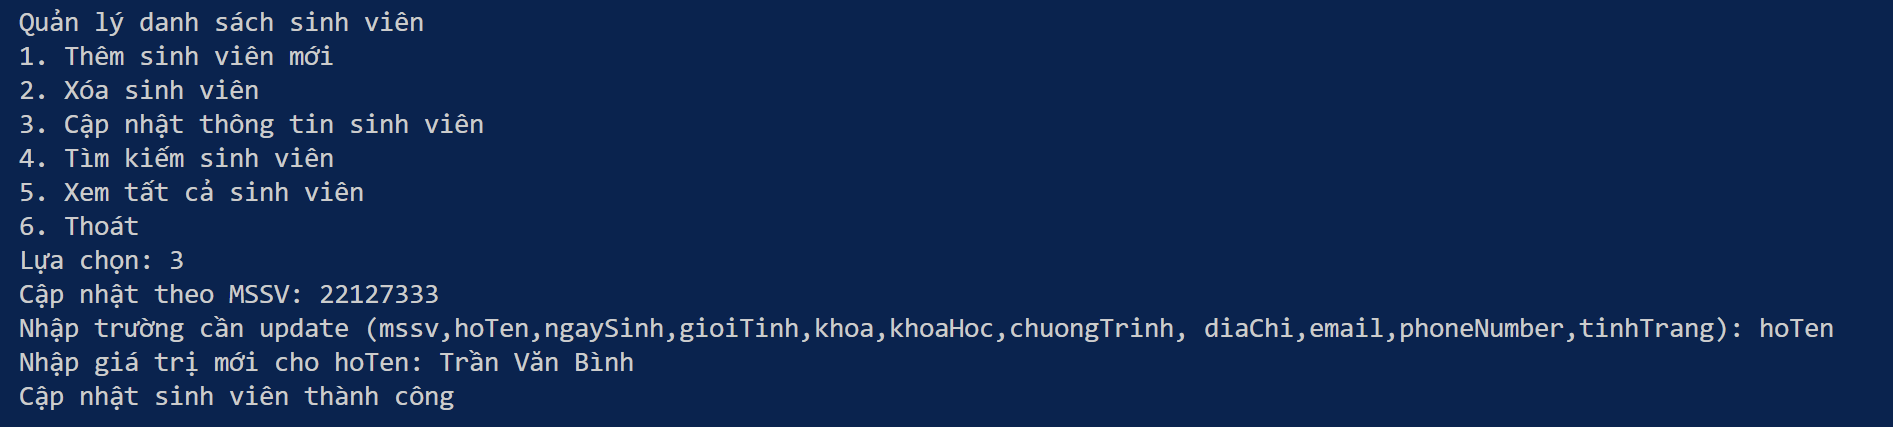 Quản lý danh sách sinh viên
1. Thêm sinh viên mới
2. Xóa sinh viên
3. Cập nhật thông tin sinh viên
4. Tìm kiếm sinh viên
5. Xem tất cả sinh viên
6. Thoát
Lựa chọn: 3
Cập nhật theo MSSV: 22127333
Nhập trường cần update (mssv,hoTen,ngaySinh,gioiTinh,khoa,khoaHoc,chuongTrinh, diaChi,email,phoneNumber,tinhTrang): hoTen
Nhập giá trị mới cho hoTen: Trần Văn Bình
Cập nhật sinh viên thành công